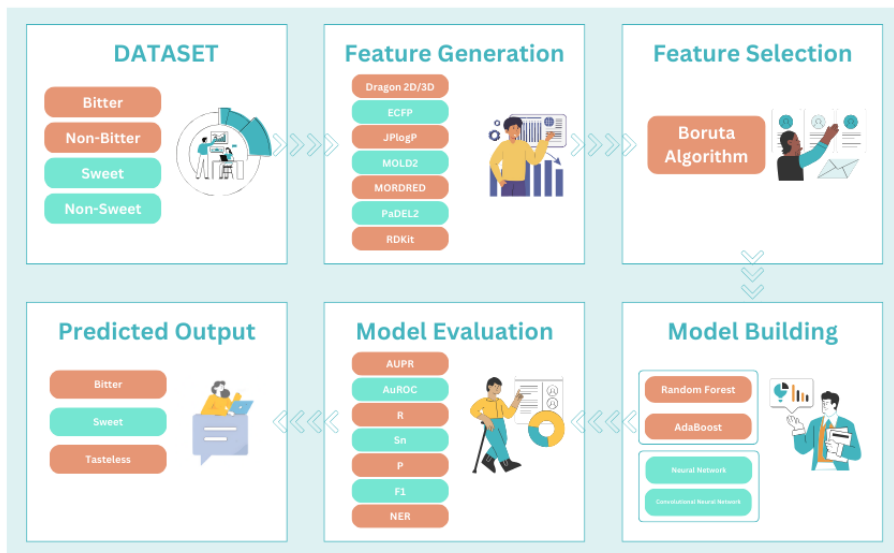 DATASET
Bitter
Non-Bitter
Sweet
Non-Sweet
Feature Generation
Dragon 2D/3D
ECFP
JPlogP
MOLD2
MORDRED
PaDEL2
RDKit
Feature Selection
Boruta
Algorithm
Predicted Output
Bitter
Sweet
Tasteless
Model Evaluation
AUPR
AuROC
R
Sn
P
F1
NER
Model Building
Random Forest
AdaBoost
Neural Network
Convolutional Neural Network